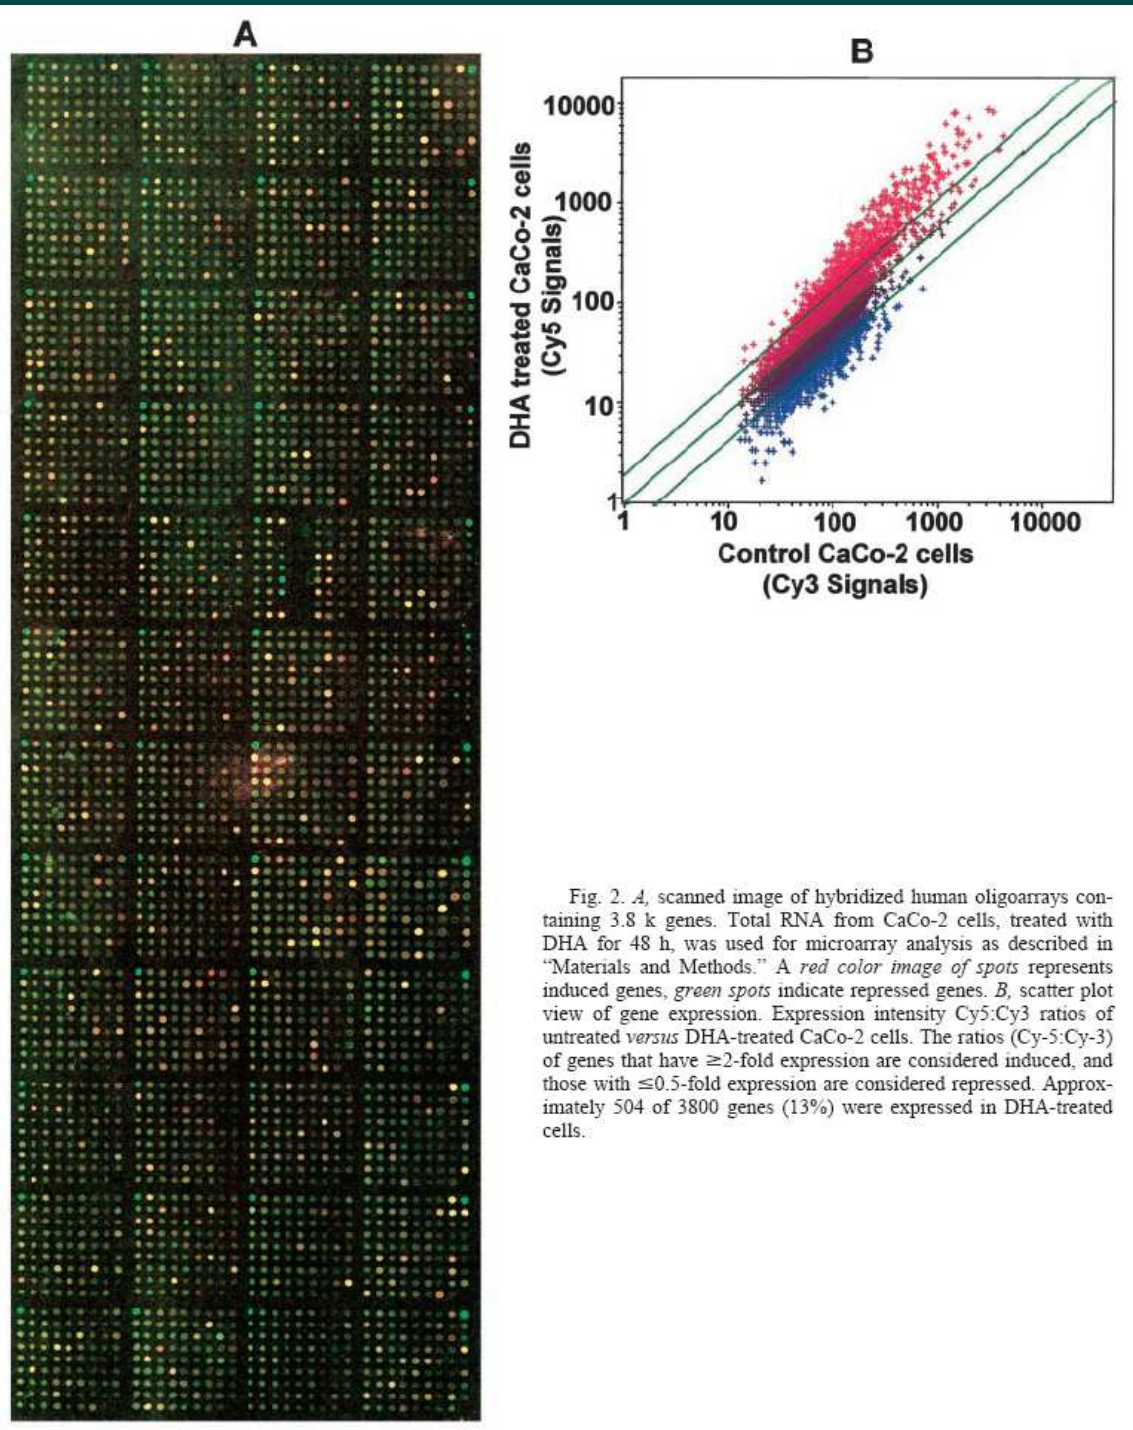 A
B
10000
1000
100
10
1
DHA treated CaCo-2 cells
(Cy5 Signals)
1 10 100 1000 10000
Control CaCo-2 cells
(Cy3 Signals)
Fig. 2. A, scanned image of hybridized human oligoarrays con-
taining 3.8 k genes. Total RNA from CaCo-2 cells, treated with
DHA for 48 h, was used for microarray analysis as described in
“Materials and Methods.” A red color image of spots represents
induced genes, green spots indicate repressed genes. B, scatter plot
view of gene expression. Expression intensity Cy5:Cy3 ratios of
untreated versus DHA-treated CaCo-2 cells. The ratios (Cy-5:Cy-3)
of genes that have ≥2-fold expression are considered induced, and
those with ≤0.5-fold expression are considered repressed. Approx-
imately 504 of 3800 genes (13%) were expressed in DHA-treated
cells.